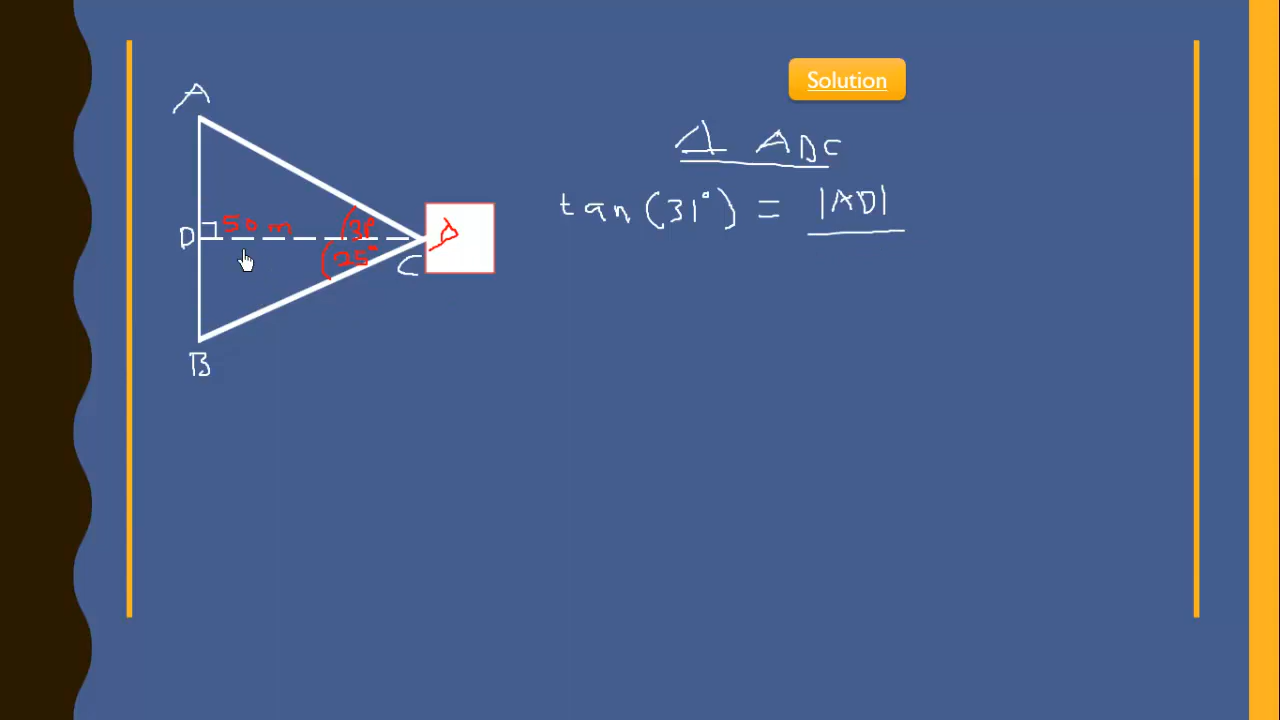 Solution
A
△ ADC
tan(31°) = |AD|
50 m
31°
D
25°
C
B